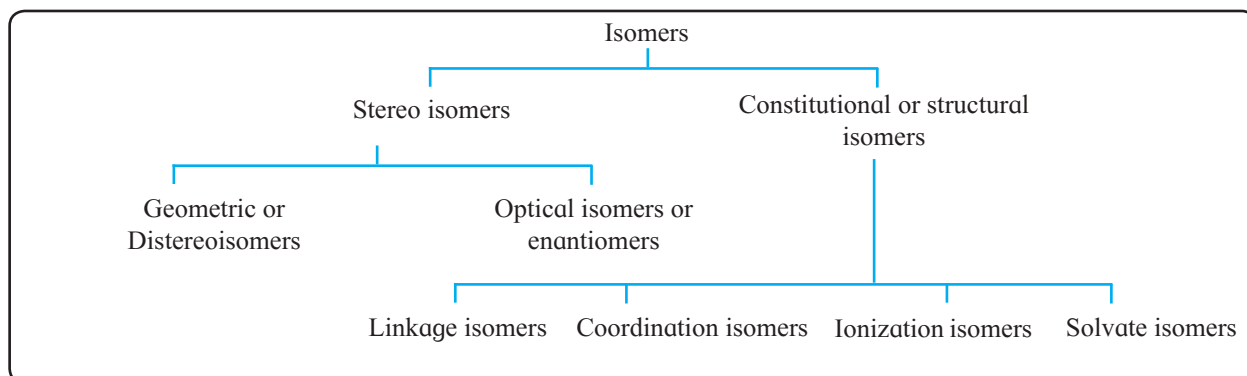 Isomers
Stereo isomers
Constitutional or structural
isomers
Geometric or
Distereoisomers
Optical isomers or
enantiomers
Linkage isomers
Coordination isomers
Ionization isomers
Solvate isomers